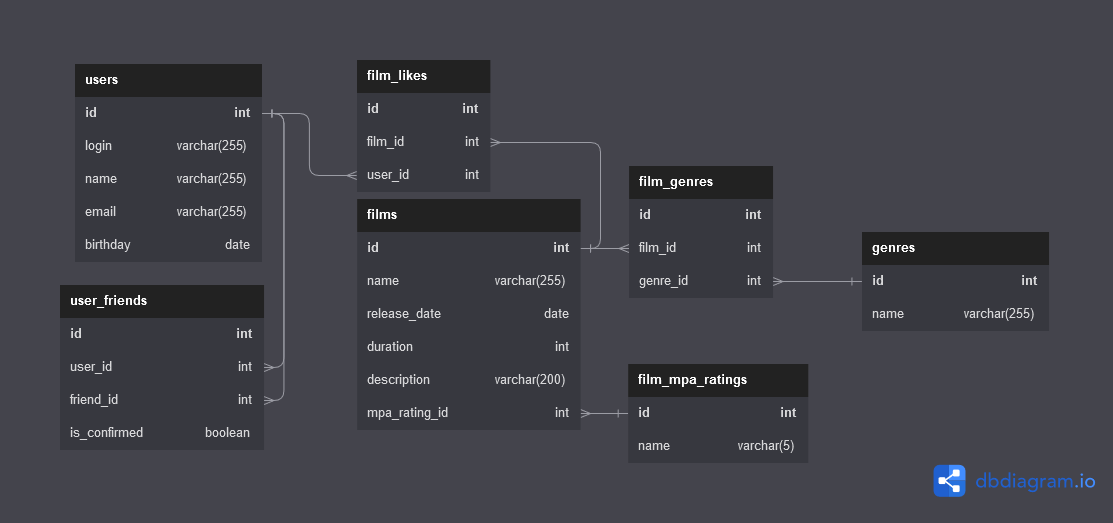 users
id int
login varchar(255)
name varchar(255)
email varchar(255)
birthday date
user_friends
id int
user_id int
friend_id int
is_confirmed boolean
film_likes
id int
film_id int
user_id int
films
id int
name varchar(255)
release_date date
duration int
description varchar(200)
mpa_rating_id int
film_genres
id int
film_id int
genre_id int
film_mpa_ratings
id int
name varchar(5)
genres
id int
name varchar(255)
dbdiagram.io